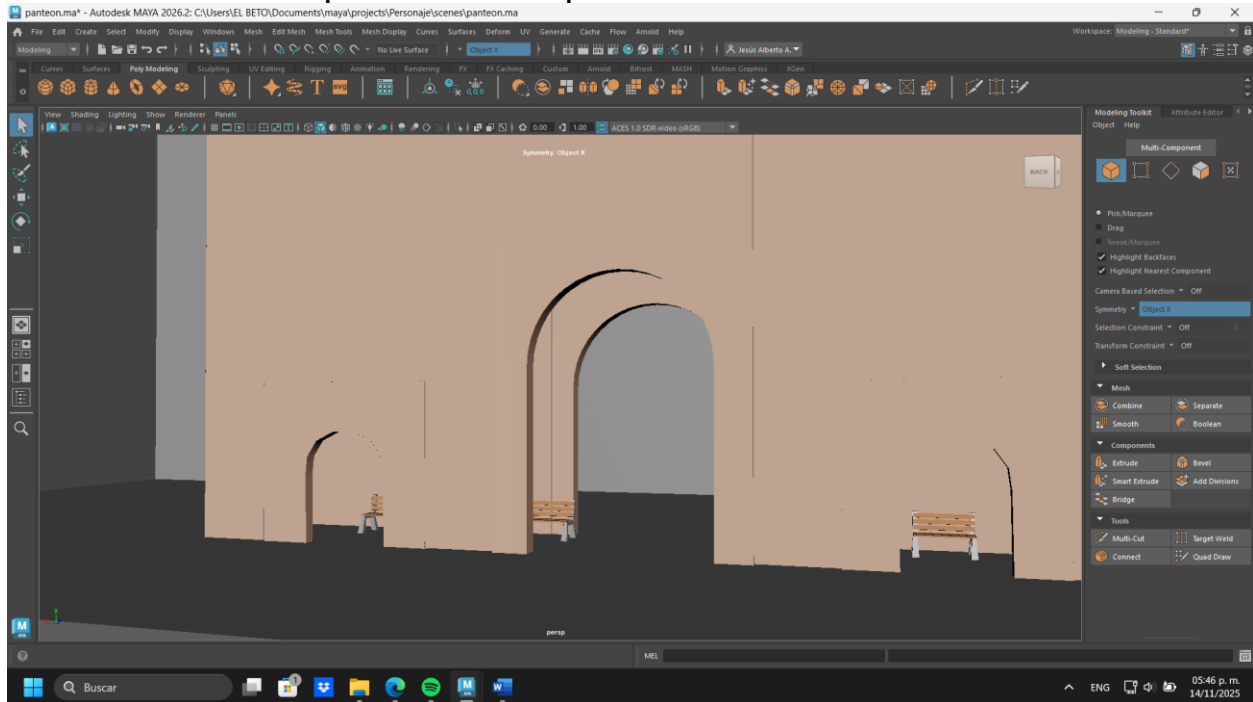 panteon.ma* - Autodesk MAYA 2026.2: C:\Users\EL BETO\Documents\maya\projects\Personaje\scenes\panteon.ma
File Edit Create Select Modify Display Windows Mesh Edit Mesh Mesh Tools Mesh Display Curves Surfaces Deform UV Generate Cache Flow Arnold Help
Workspace: Modeling - Standard*
Modeling
No Live Surface
Object X
Jesús Alberto A.
Curves Surfaces Poly Modeling Sculpting UV Editing Rigging Animation Rendering FX FX Caching Custom Arnold Bifrost MASH Motion Graphics XGen
View Shading Lighting Show Renderer Panels
0.00 1.00 ACES 1.0 SDR-video (sRGB)
Symmetry: Object X
BACK
persp
Modeling Toolkit Attribute Editor
Object Help
Multi-Component
Pick/Marquee
Drag
Tweak/Marquee
Highlight Backfaces
Highlight Nearest Component
Camera Based Selection Off
Symmetry Object X
Selection Constraint Off
Transform Constraint Off
Soft Selection
Mesh
Combine Separate
Smooth Boolean
Components
Extrude Bevel
Smart Extrude Add Divisions
Bridge
Tools
Multi-Cut Target Weld
Connect Quad Draw
MEL
Buscar
ENG
05:46 p. m.
14/11/2025